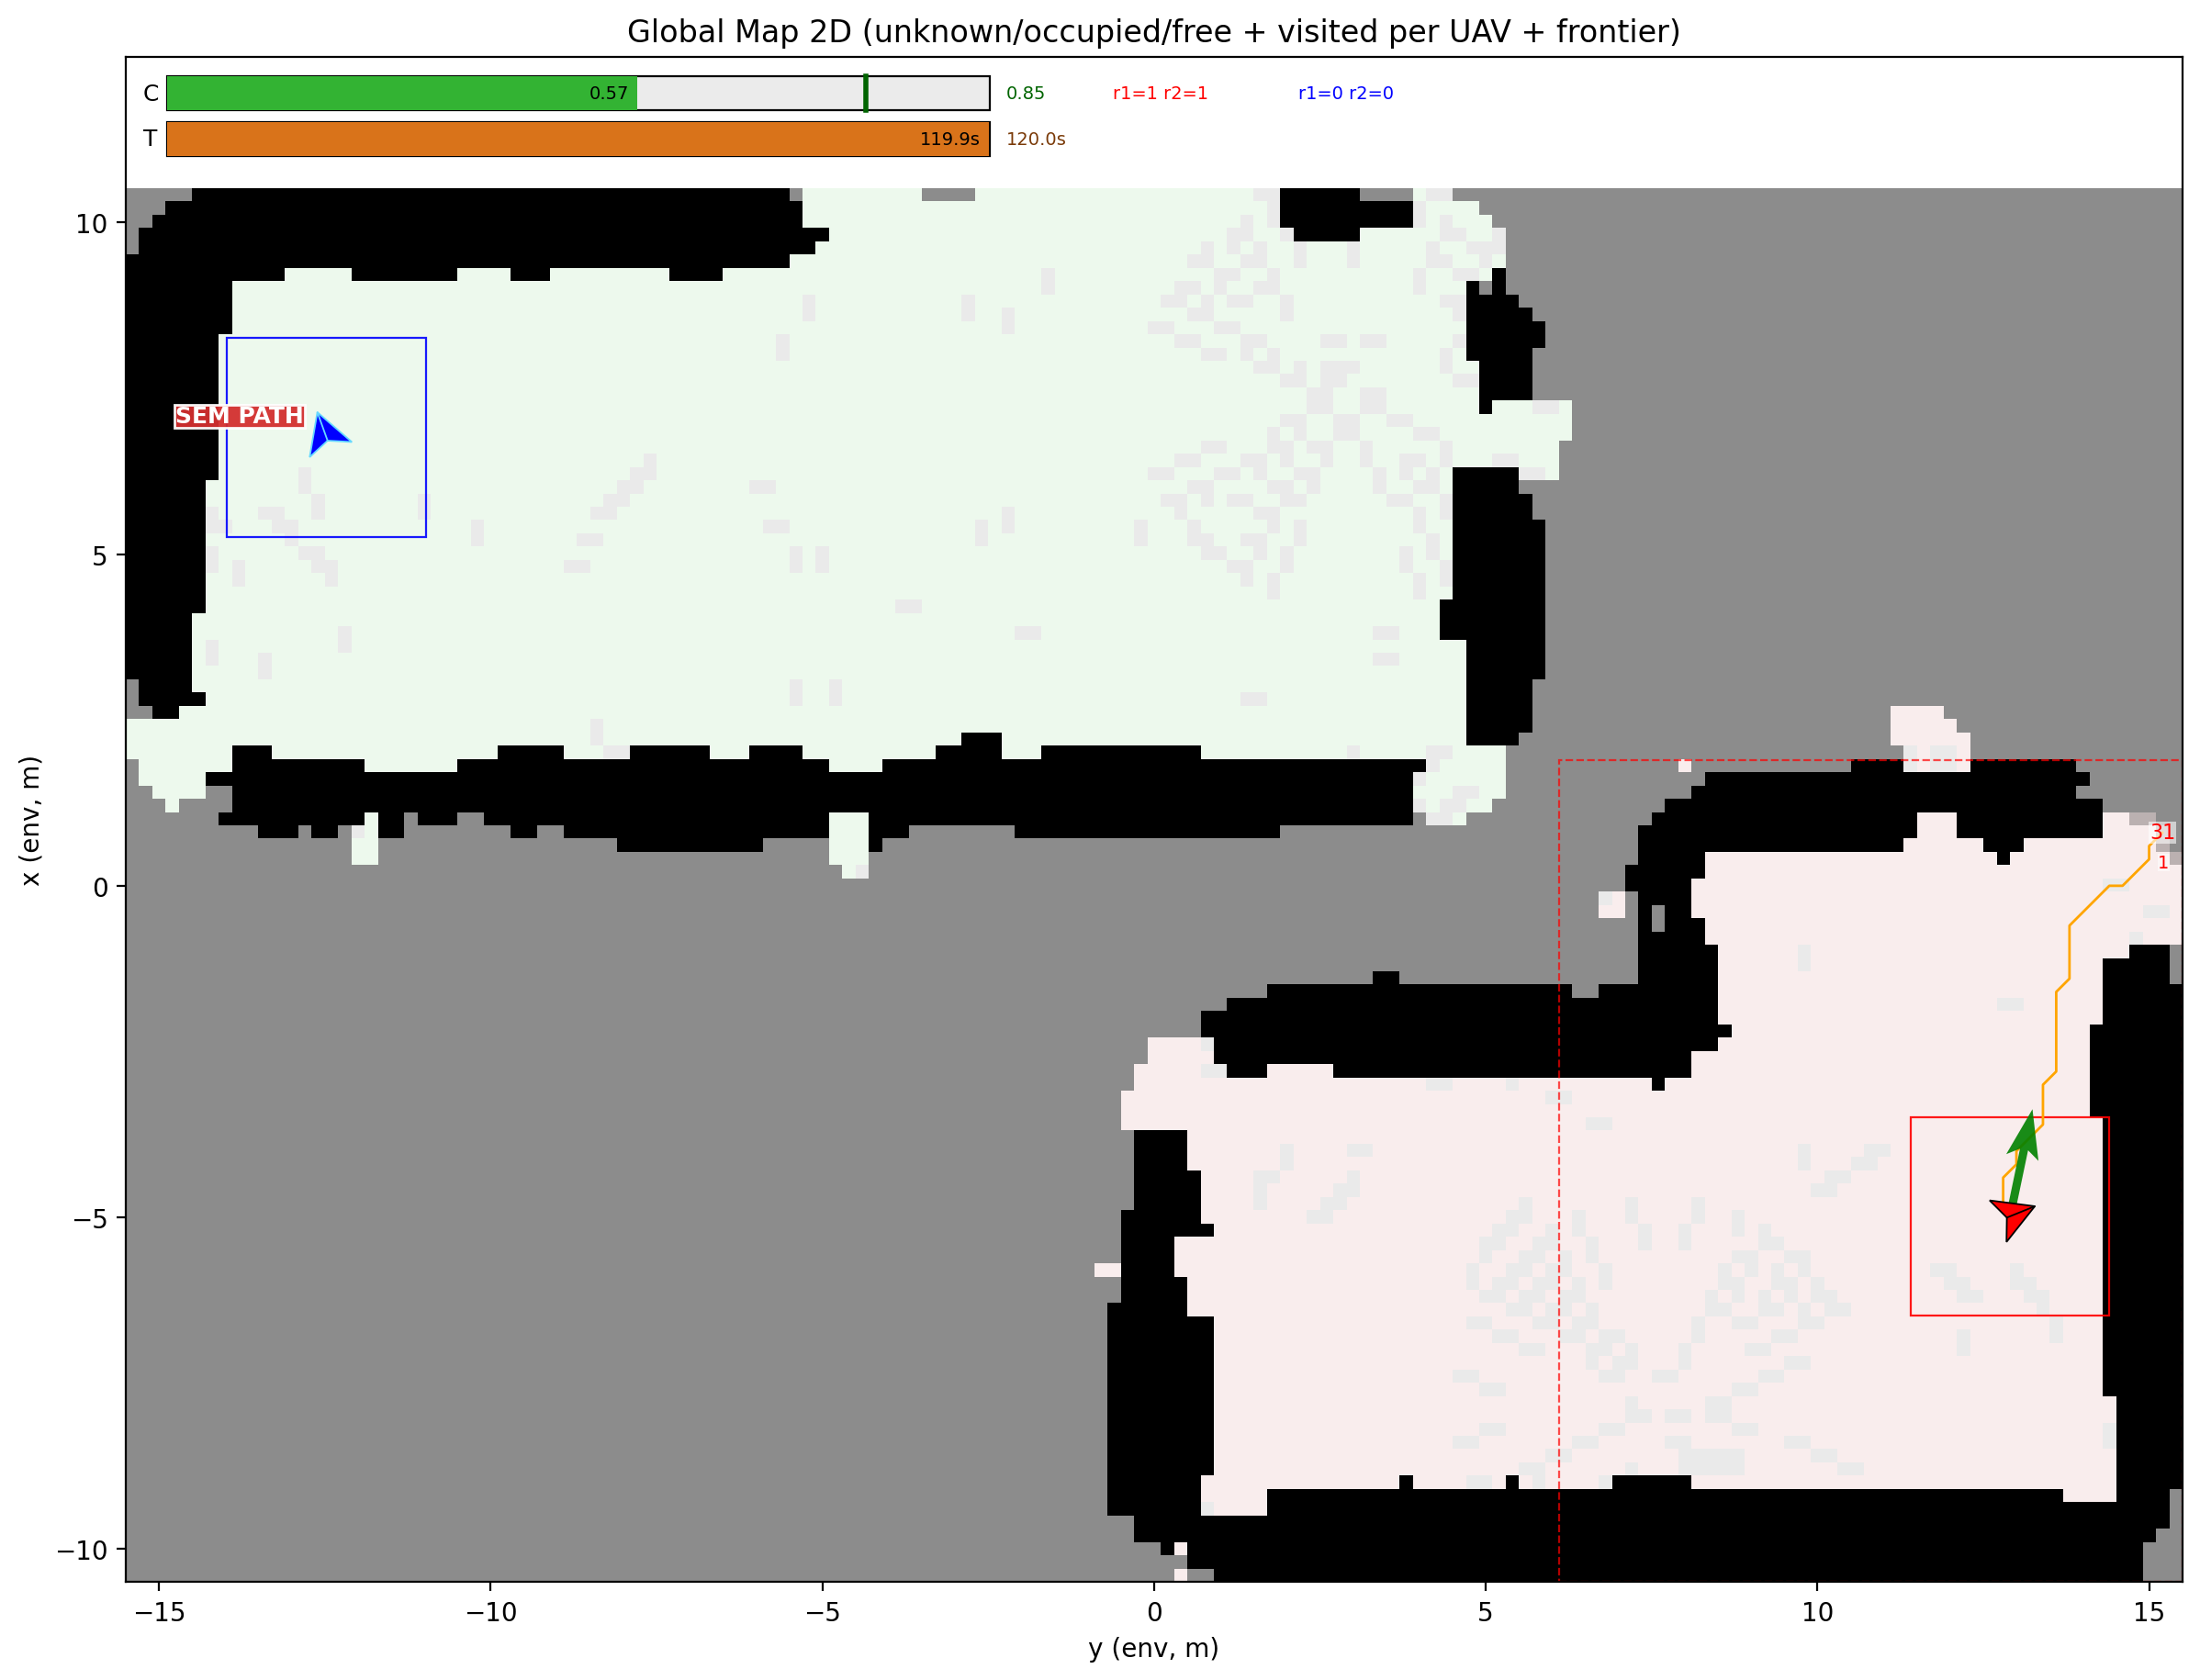 Global Map 2D (unknown/occupied/free + visited per UAV + frontier)
C 0.57 0.85 r1=1 r2=1 r1=0 r2=0
T 119.9s 120.0s
10
5
0
−5
−10
x (env, m)
SEM PATH
31
1
−15 −10 −5 0 5 10 15
y (env, m)